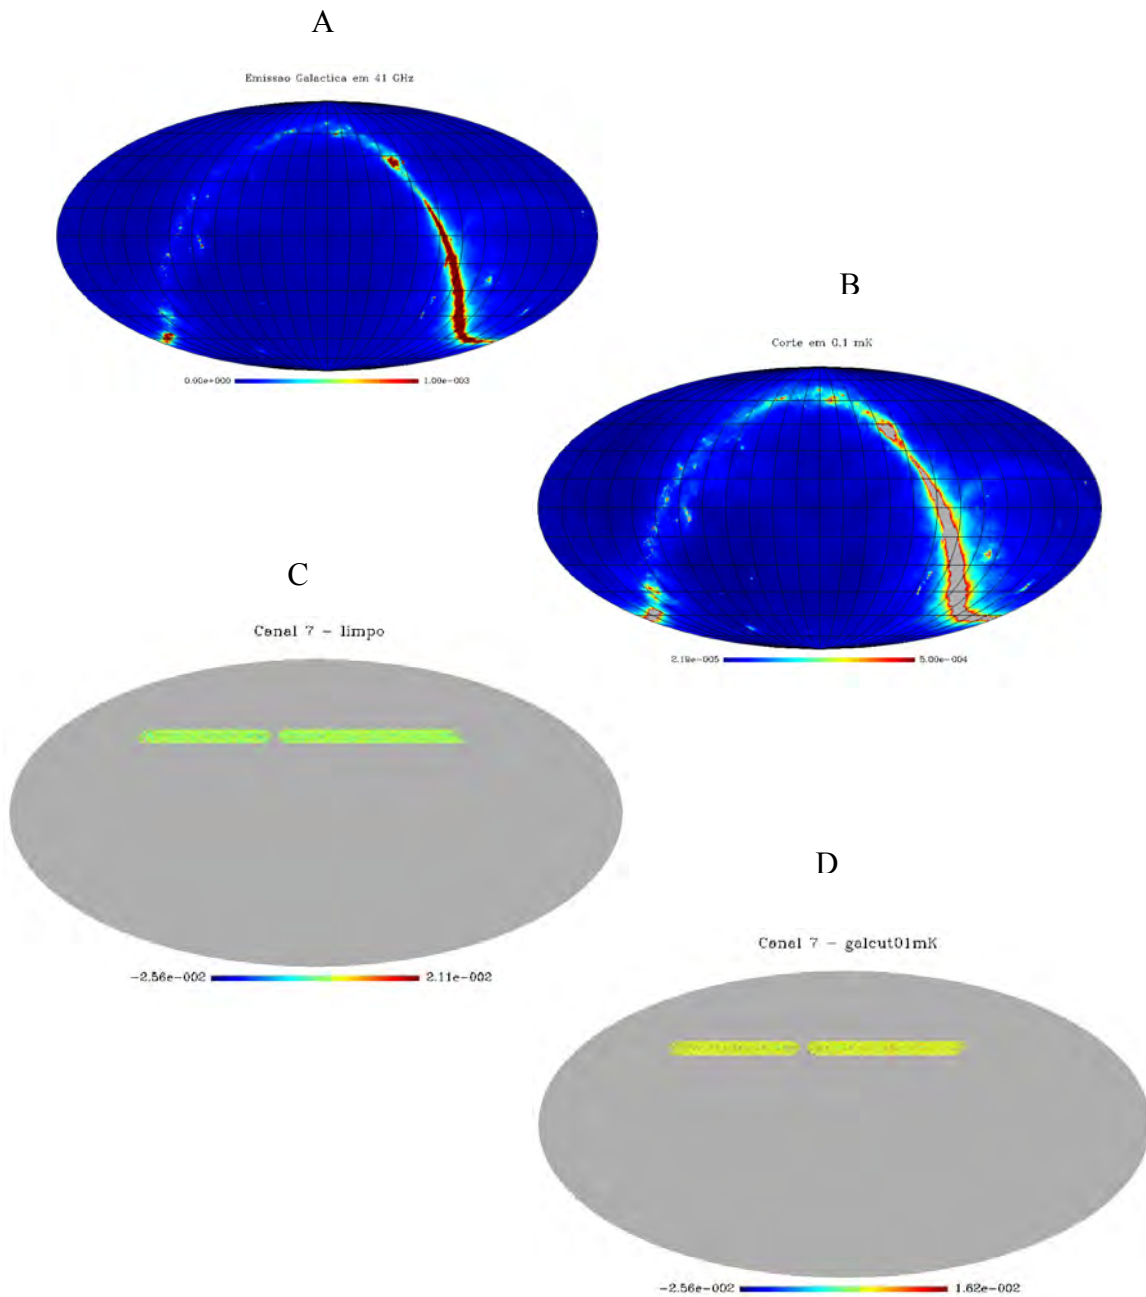 A
Emissao Galactica em 41 GHz
0.00e+000 1.00e-003
B
Corte em 0.1 mK
2.18e-005 5.00e-004
C
Canal 7 - limpo
-2.56e-002 2.11e-002
D
Canal 7 - galcut01mK
-2.56e-002 1.62e-002